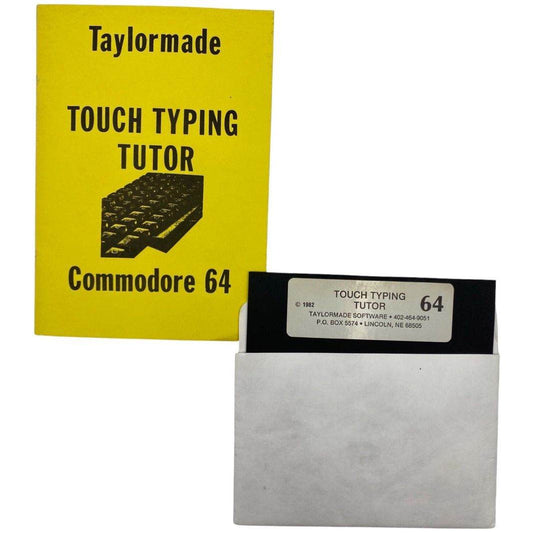 Taylormade
TOUCH TYPING
TUTOR
Commodore 64
© 1982
TOUCH TYPING
TUTOR
64
TAYLORMADE SOFTWARE • 402-464-9051
P.O. BOX 5574 • LINCOLN, NE 68505